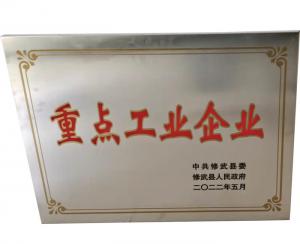 重点工业企业
中共修武县委
修武县人民政府
二〇二二年五月